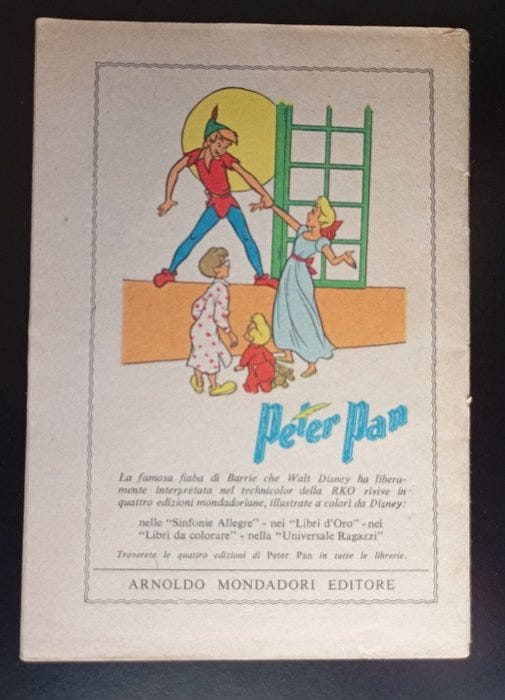 Peter Pan
La famosa fiaba di Barrie che Walt Disney ha libera-
mente interpretata nel technicolor della RKO rivive in
quattro edizioni mondadoriane, illustrate a colori da Disney:
nelle "Sinfonie Allegre" - nei "Libri d'Oro" - nei
"Libri da colorare" - nella "Universale Ragazzi"
Troverete le quattro edizioni di Peter Pan in tutte le librerie.
ARNOLDO MONDADORI EDITORE